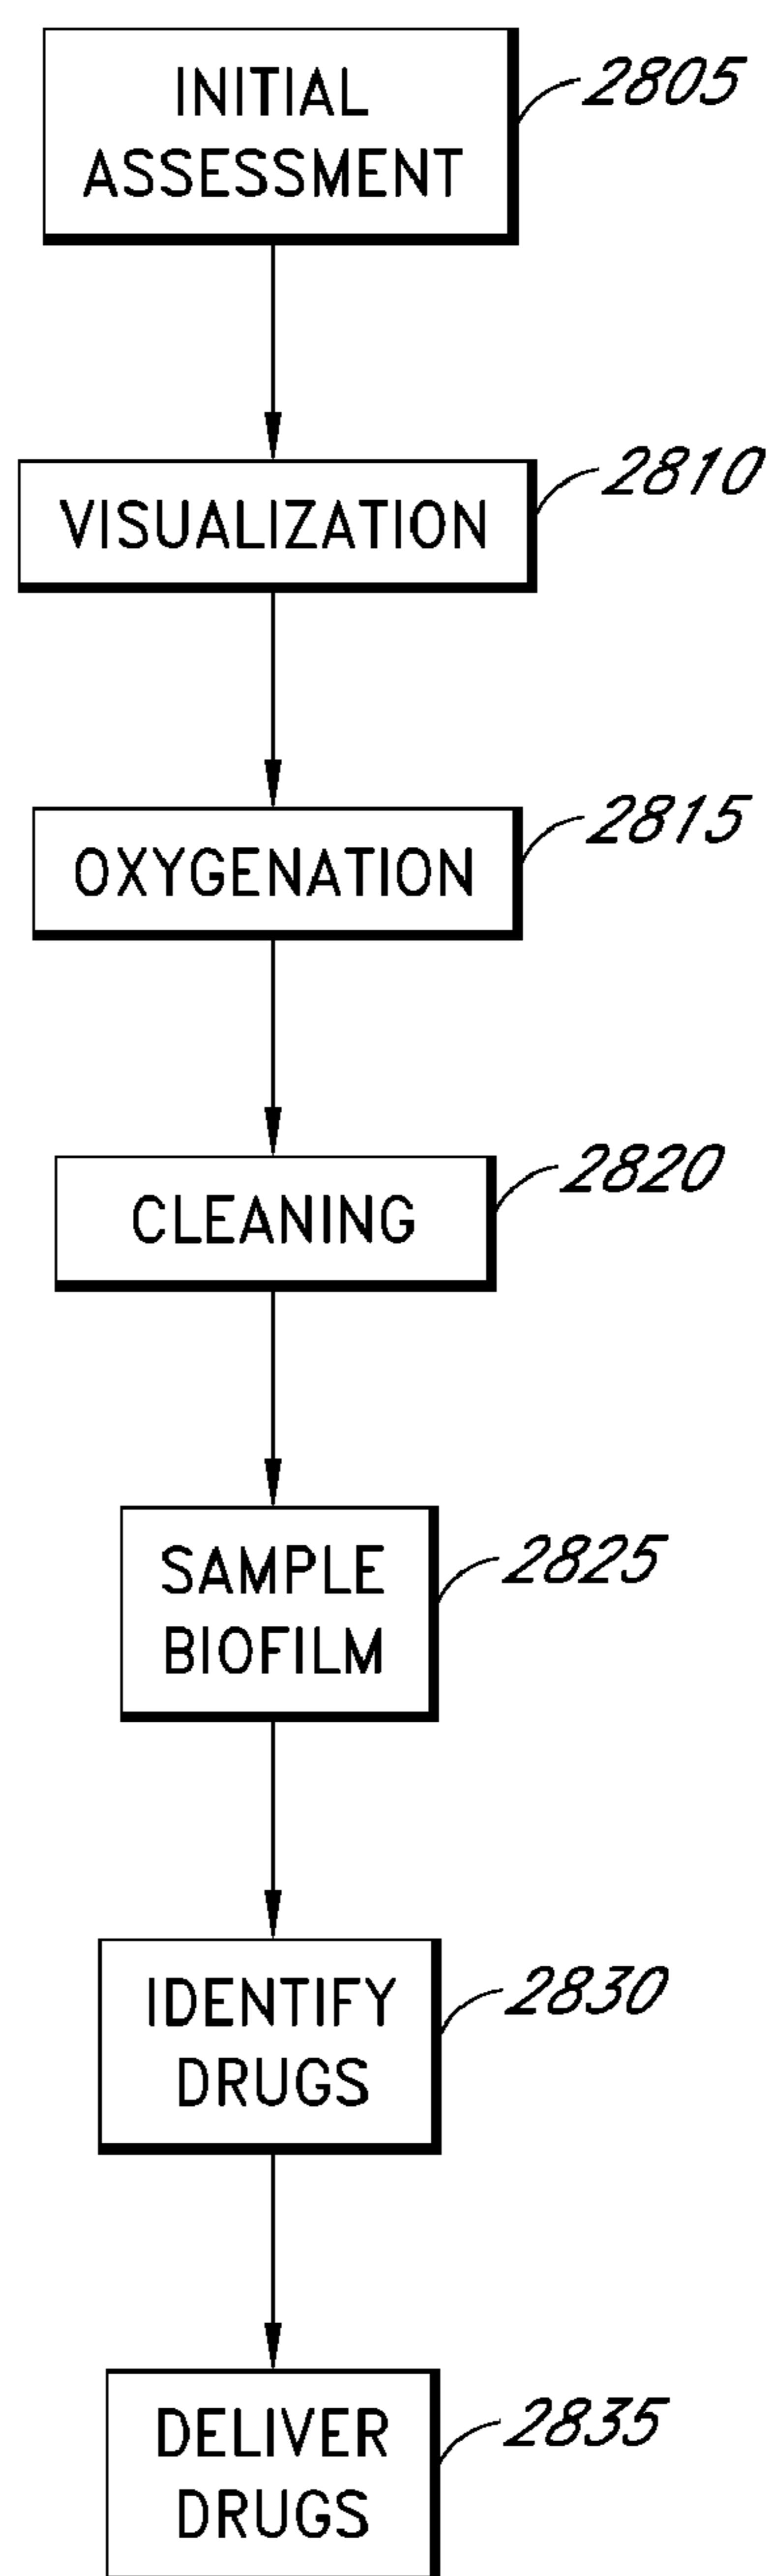 INITIAL
ASSESSMENT
2805
VISUALIZATION
2810
OXYGENATION
2815
CLEANING
2820
SAMPLE
BIOFILM
2825
IDENTIFY
DRUGS
2830
DELIVER
DRUGS
2835